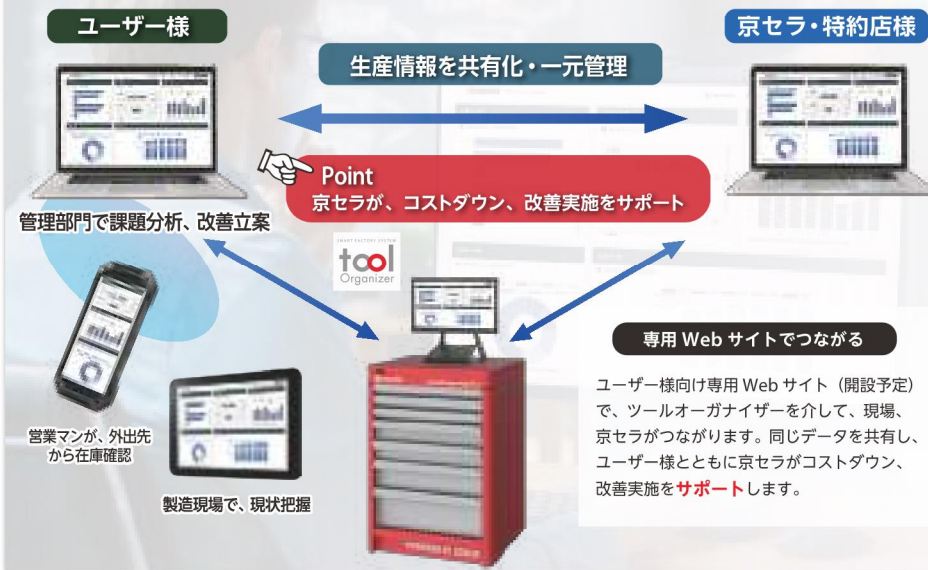 ユーザー様
京セラ・特約店様
生産情報を共有化・一元管理
Point
京セラが、コストダウン、改善実施をサポート
管理部門で課題分析、改善立案
SMART FACTORY SYSTEM
tool
Organizer
営業マンが、外出先
から在庫確認
製造現場で、現状把握
専用 Web サイトでつながる
ユーザー様向け専用 Web サイト（開設予定）
で、ツールオーガナイザーを介して、現場、
京セラがつながります。同じデータを共有し、
ユーザー様とともに京セラがコストダウン、
改善実施をサポートします。